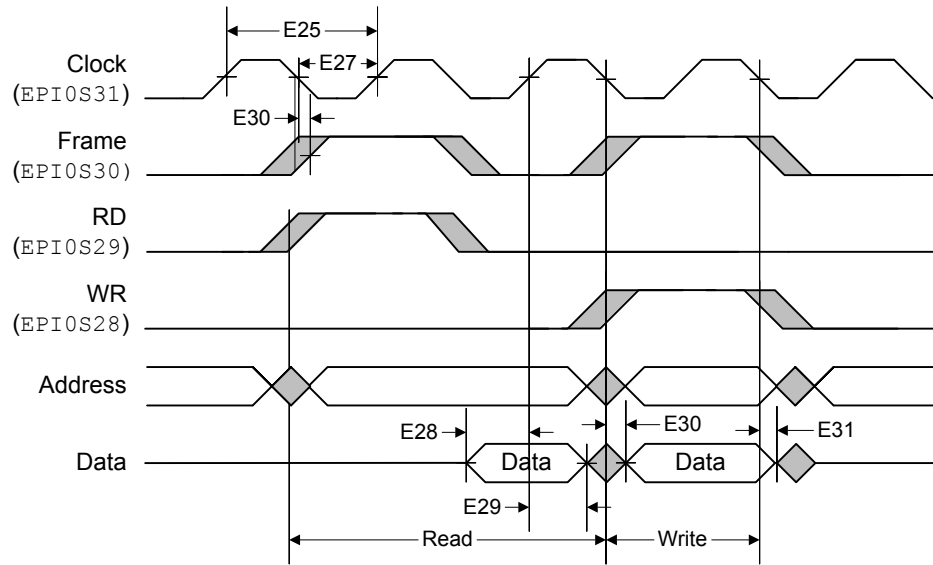 E25
Clock
E27
(EPI0S31)
E30
Frame
(EPI0S30)
RD
(EPI0S29)
WR
(EPI0S28)
Address
E28
E30
E31
Data
Data
Data
E29
Read
Write